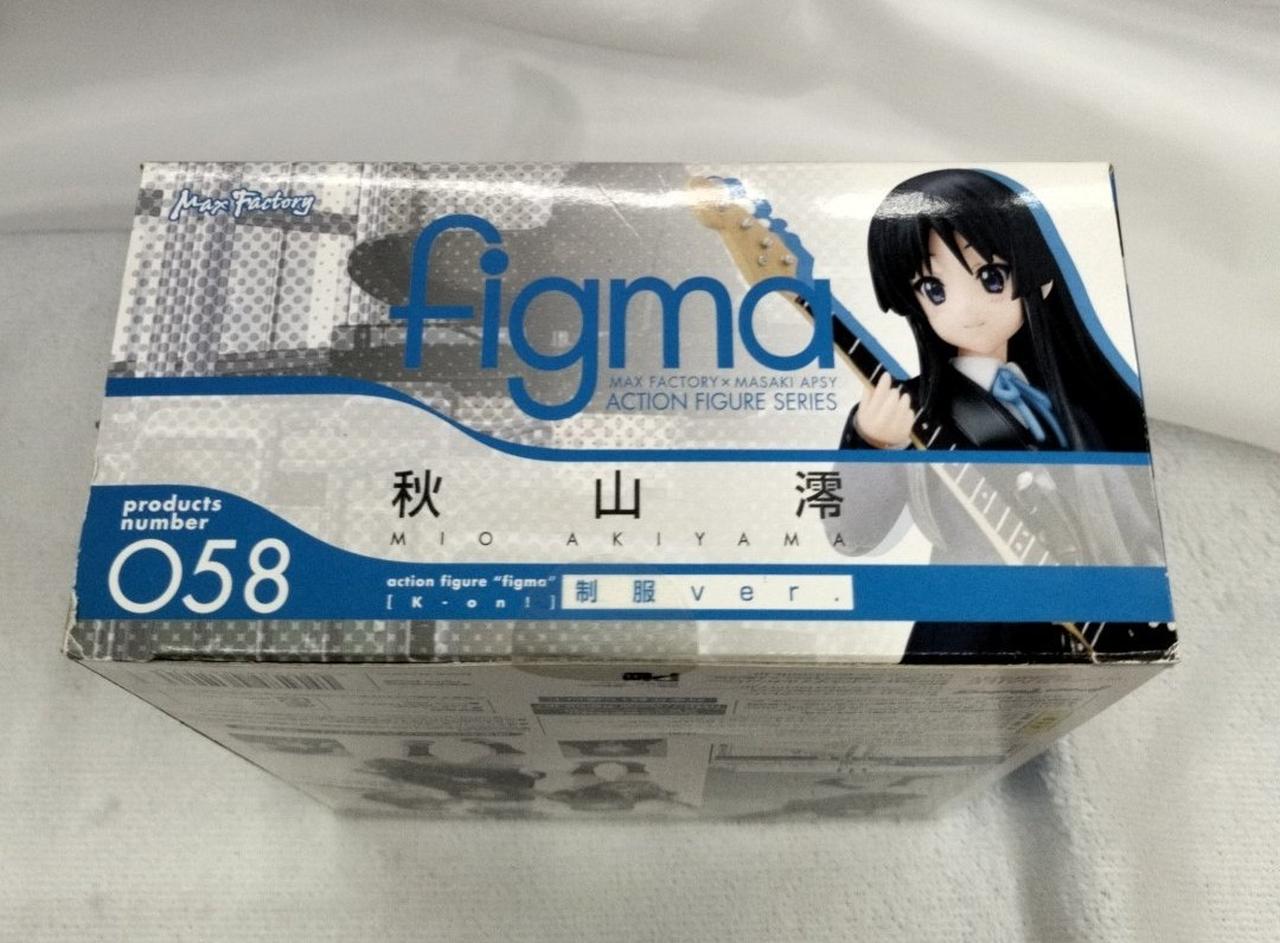 Max Factory
figma
MAX FACTORY × MASAKI APSY
ACTION FIGURE SERIES
秋山澪
MIO AKIYAMA
products
number
058
action figure "figma"
[K-on!]
制服ver.